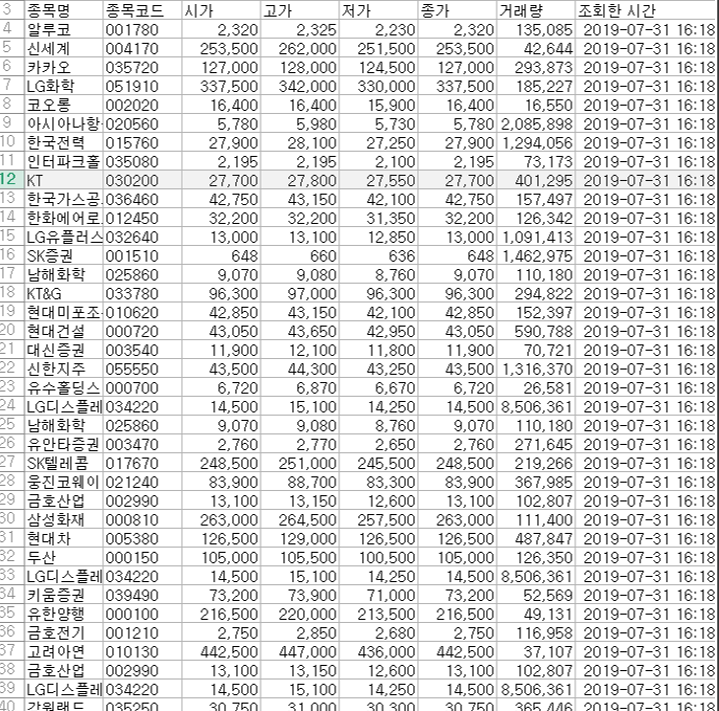 3 종목명 종목코드 시가 고가 저가 종가 거래량 조회한 시간
4 알루코 001780 2,320 2,325 2,230 2,320 135,085 2019-07-31 16:18
5 신세계 004170 253,500 262,000 251,500 253,500 42,644 2019-07-31 16:18
6 카카오 035720 127,000 128,000 124,500 127,000 293,873 2019-07-31 16:18
7 LG화학 051910 337,500 342,000 330,000 337,500 185,227 2019-07-31 16:18
8 코오롱 002020 16,400 16,400 15,900 16,400 16,550 2019-07-31 16:18
9 아시아나항 020560 5,780 5,980 5,730 5,780 2,085,898 2019-07-31 16:18
10 한국전력 015760 27,900 28,100 27,250 27,900 1,294,056 2019-07-31 16:18
11 인터파크홀 035080 2,195 2,195 2,100 2,195 73,173 2019-07-31 16:18
12 KT 030200 27,700 27,800 27,550 27,700 401,295 2019-07-31 16:18
13 한국가스공 036460 42,750 43,150 42,100 42,750 157,497 2019-07-31 16:18
14 한화에어로 012450 32,200 32,200 31,350 32,200 126,342 2019-07-31 16:18
15 LG유플러스 032640 13,000 13,100 12,850 13,000 1,091,413 2019-07-31 16:18
16 SK증권 001510 648 660 636 648 1,462,975 2019-07-31 16:18
17 남해화학 025860 9,070 9,080 8,760 9,070 110,180 2019-07-31 16:18
18 KT&G 033780 96,300 97,000 96,300 96,300 294,822 2019-07-31 16:18
19 현대미포조 010620 42,850 43,150 42,100 42,850 152,397 2019-07-31 16:18
20 현대건설 000720 43,050 43,650 42,950 43,050 590,788 2019-07-31 16:18
21 대신증권 003540 11,900 12,100 11,800 11,900 70,721 2019-07-31 16:18
22 신한지주 055550 43,500 44,300 43,250 43,500 1,316,370 2019-07-31 16:18
23 유수홀딩스 000700 6,720 6,870 6,670 6,720 26,581 2019-07-31 16:18
24 LG디스플레 034220 14,500 15,100 14,250 14,500 8,506,361 2019-07-31 16:18
25 남해화학 025860 9,070 9,080 8,760 9,070 110,180 2019-07-31 16:18
26 유안타증권 003470 2,760 2,770 2,650 2,760 271,645 2019-07-31 16:18
27 SK텔레콤 017670 248,500 251,000 245,500 248,500 219,266 2019-07-31 16:18
28 웅진코웨이 021240 83,900 88,700 83,300 83,900 367,985 2019-07-31 16:18
29 금호산업 002990 13,100 13,150 12,600 13,100 102,807 2019-07-31 16:18
30 삼성화재 000810 263,000 264,500 257,500 263,000 111,400 2019-07-31 16:18
31 현대차 005380 126,500 129,000 126,500 126,500 487,847 2019-07-31 16:18
32 두산 000150 105,000 105,500 100,500 105,000 126,350 2019-07-31 16:18
33 LG디스플레 034220 14,500 15,100 14,250 14,500 8,506,361 2019-07-31 16:18
34 키움증권 039490 73,200 73,900 71,000 73,200 52,569 2019-07-31 16:18
35 유한양행 000100 216,500 220,000 213,500 216,500 49,131 2019-07-31 16:18
36 금호전기 001210 2,750 2,850 2,680 2,750 116,958 2019-07-31 16:18
37 고려아연 010130 442,500 447,000 436,000 442,500 37,107 2019-07-31 16:18
38 금호산업 002990 13,100 13,150 12,600 13,100 102,807 2019-07-31 16:18
39 LG디스플레 034220 14,500 15,100 14,250 14,500 8,506,361 2019-07-31 16:18
40 강원랜드 035250 30,750 31,000 30,300 30,750 365,446 2019-07-31 16:18